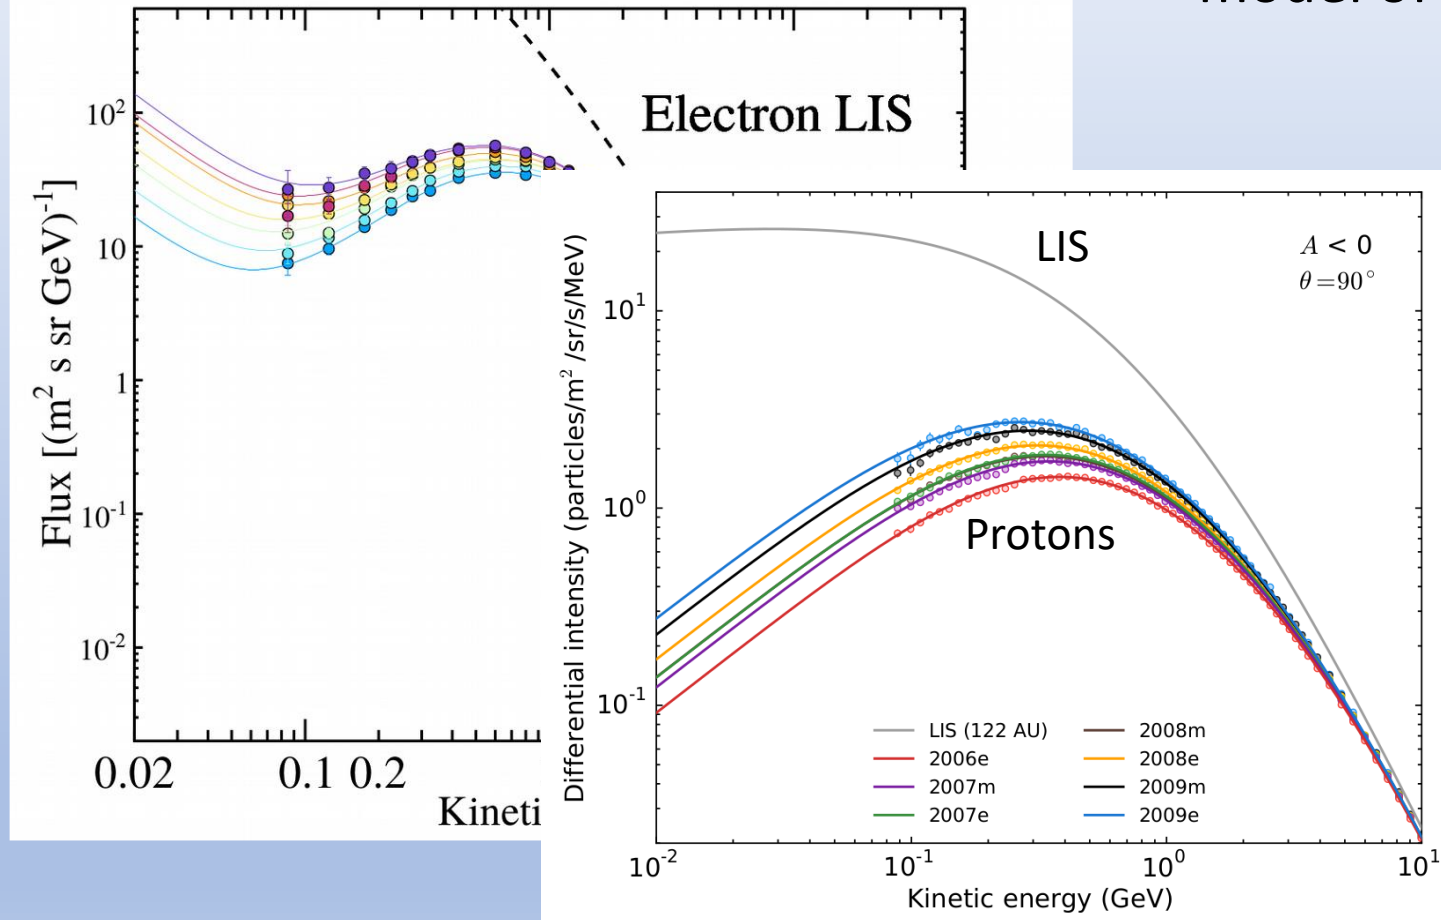 Electron LIS
Flux [(m² s sr GeV)⁻¹]
10²
10
1
10⁻¹
10⁻²
0.02
0.1
0.2
LIS
A < 0
θ=90°
Protons
Differential intensity (particles/m² /sr/s/MeV)
10¹
10⁰
10⁻¹
LIS (122 AU)
2006e
2007m
2007e
2008m
2008e
2009m
2009e
10⁻²
10⁻¹
10⁰
10¹
Kinetic energy (GeV)